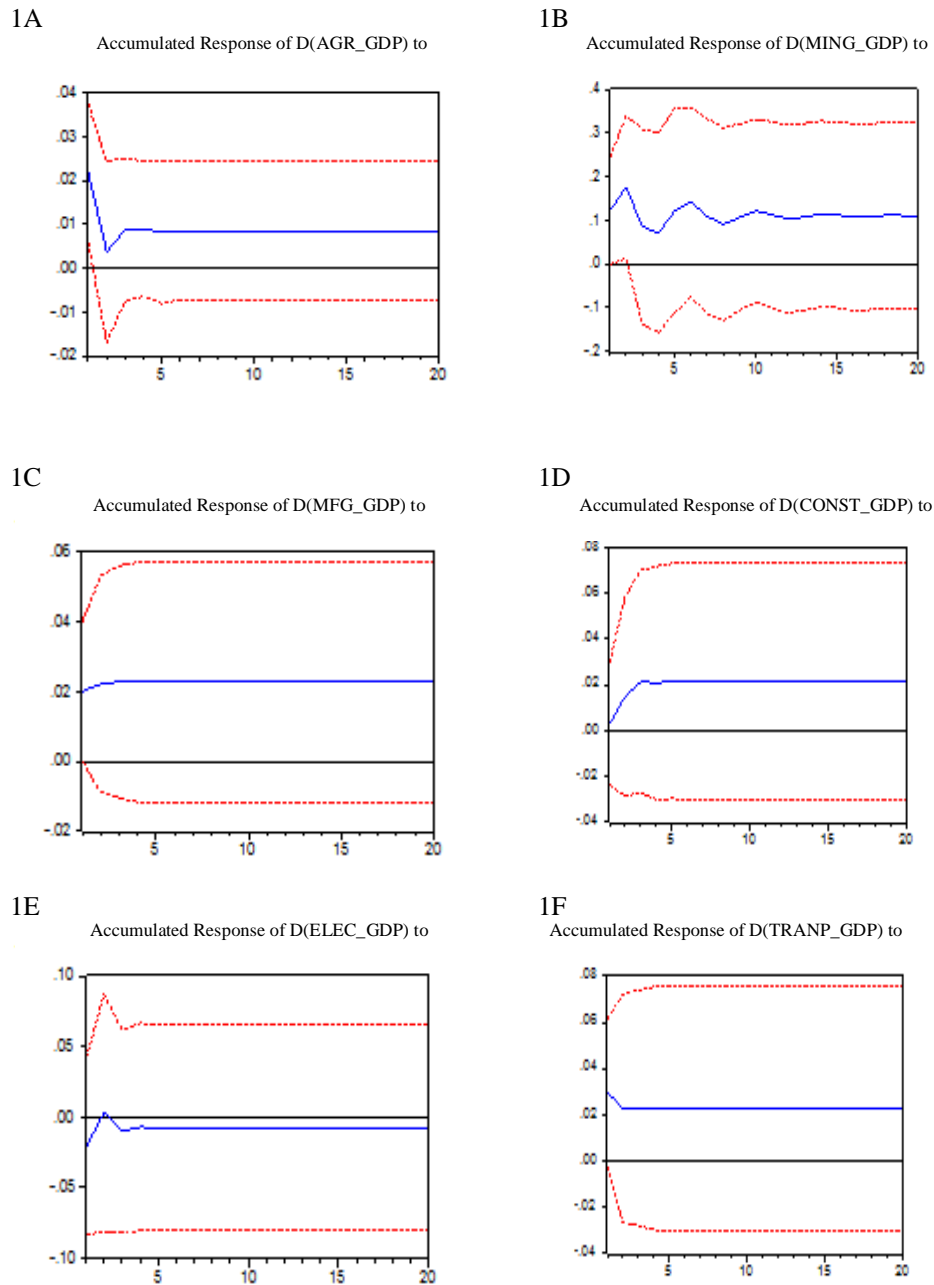 1A
Accumulated Response of D(AGR_GDP) to
.04
.03
.02
.01
.00
-.01
-.02
5 10 15 20
1B
Accumulated Response of D(MING_GDP) to
.4
.3
.2
.1
.0
-.1
-.2
5 10 15 20
1C
Accumulated Response of D(MFG_GDP) to
.06
.04
.02
.00
-.02
5 10 15 20
1D
Accumulated Response of D(CONST_GDP) to
.08
.06
.04
.02
.00
-.02
-.04
5 10 15 20
1E
Accumulated Response of D(ELEC_GDP) to
.10
.05
.00
-.05
-.10
5 10 15 20
1F
Accumulated Response of D(TRANP_GDP) to
.08
.06
.04
.02
.00
-.02
-.04
5 10 15 20